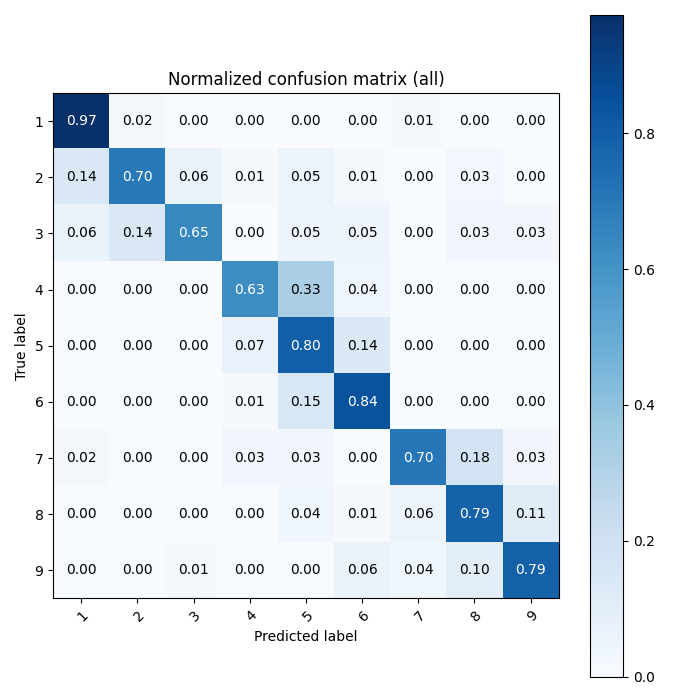 Normalized confusion matrix (all)
True label
1 0.97 0.02 0.00 0.00 0.00 0.00 0.01 0.00 0.00
2 0.14 0.70 0.06 0.01 0.05 0.01 0.00 0.03 0.00
3 0.06 0.14 0.65 0.00 0.05 0.05 0.00 0.03 0.03
4 0.00 0.00 0.00 0.63 0.33 0.04 0.00 0.00 0.00
5 0.00 0.00 0.00 0.07 0.80 0.14 0.00 0.00 0.00
6 0.00 0.00 0.00 0.01 0.15 0.84 0.00 0.00 0.00
7 0.02 0.00 0.00 0.03 0.03 0.00 0.70 0.18 0.03
8 0.00 0.00 0.00 0.00 0.04 0.01 0.06 0.79 0.11
9 0.00 0.00 0.01 0.00 0.00 0.06 0.04 0.10 0.79
1 2 3 4 5 6 7 8 9
Predicted label
0.8
0.6
0.4
0.2
0.0